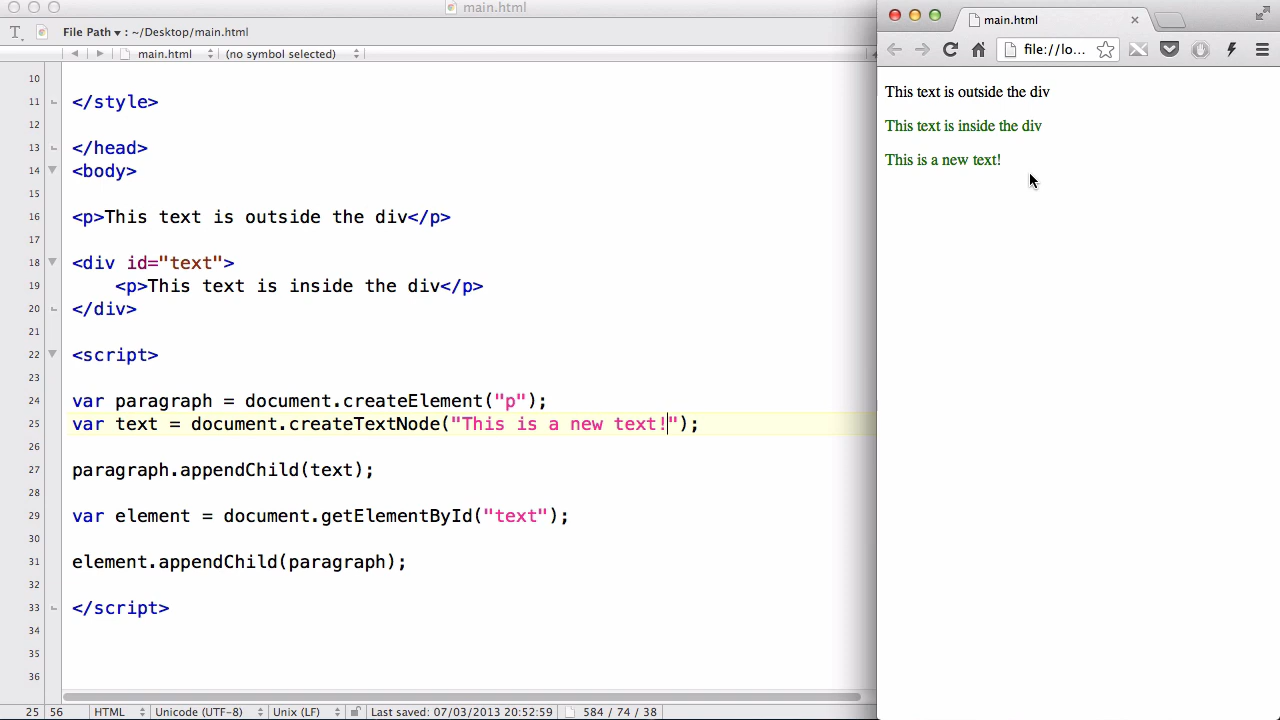 main.html
File Path ▾ : ~/Desktop/main.html
main.html (no symbol selected)
10
11 </style>
12
13 </head>
14 <body>
15
16 <p>This text is outside the div</p>
17
18 <div id="text">
19 <p>This text is inside the div</p>
20 </div>
21
22 <script>
23
24 var paragraph = document.createElement("p");
25 var text = document.createTextNode("This is a new text!");
26
27 paragraph.appendChild(text);
28
29 var element = document.getElementById("text");
30
31 element.appendChild(paragraph);
32
33 </script>
34
35
36
25 56 HTML Unicode (UTF-8) Unix (LF) Last saved: 07/03/2013 20:52:59 584 / 74 / 38
main.html
file://lo...
This text is outside the div
This text is inside the div
This is a new text!